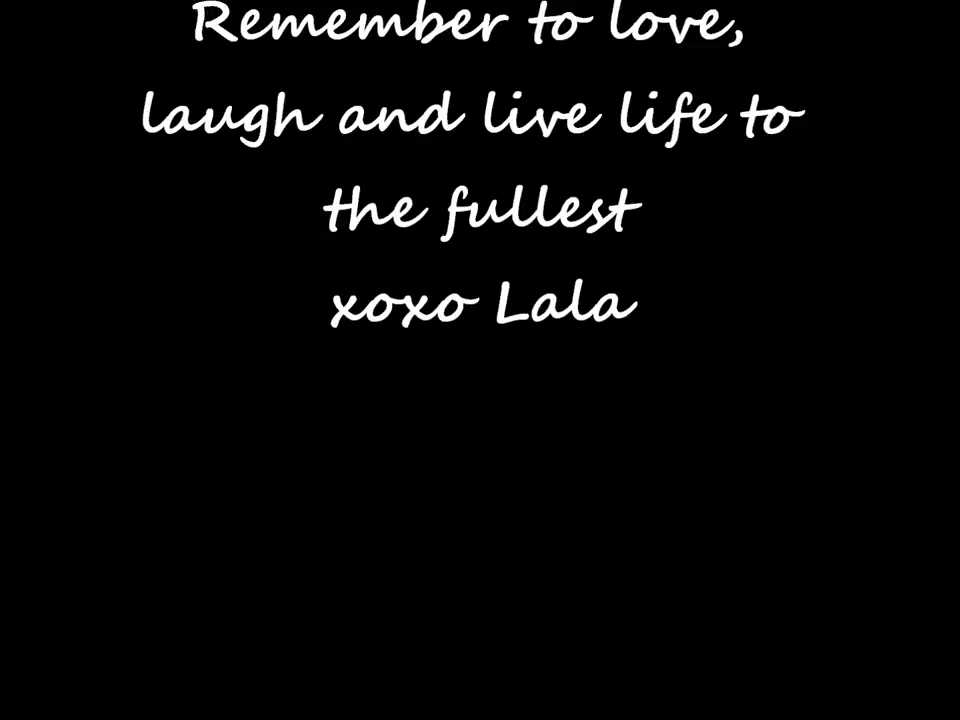 Remember to love,
laugh and live life to
the fullest
xoxo Lala